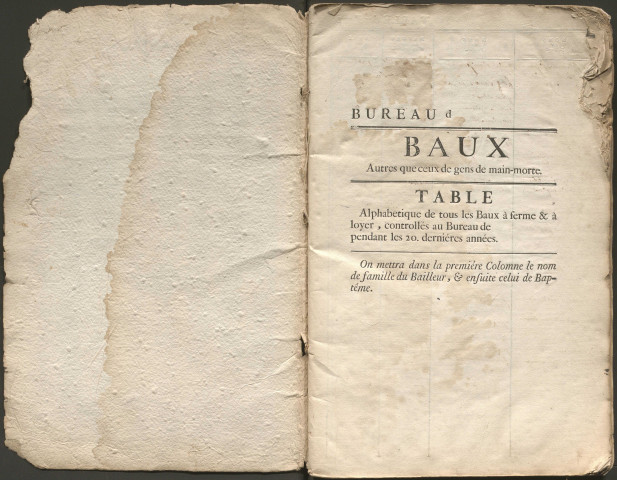 BUREAU d
BAUX
Autres que ceux de gens de main-morte.
TABLE
Alphabetique de tous les Baux à ferme & à
loyer, controllés au Bureau de
pendant les 20. derniéres années.
On mettra dans la premiére Colomne le nom
de famille du Bailleur, & ensuite celui de Bap-
tême.